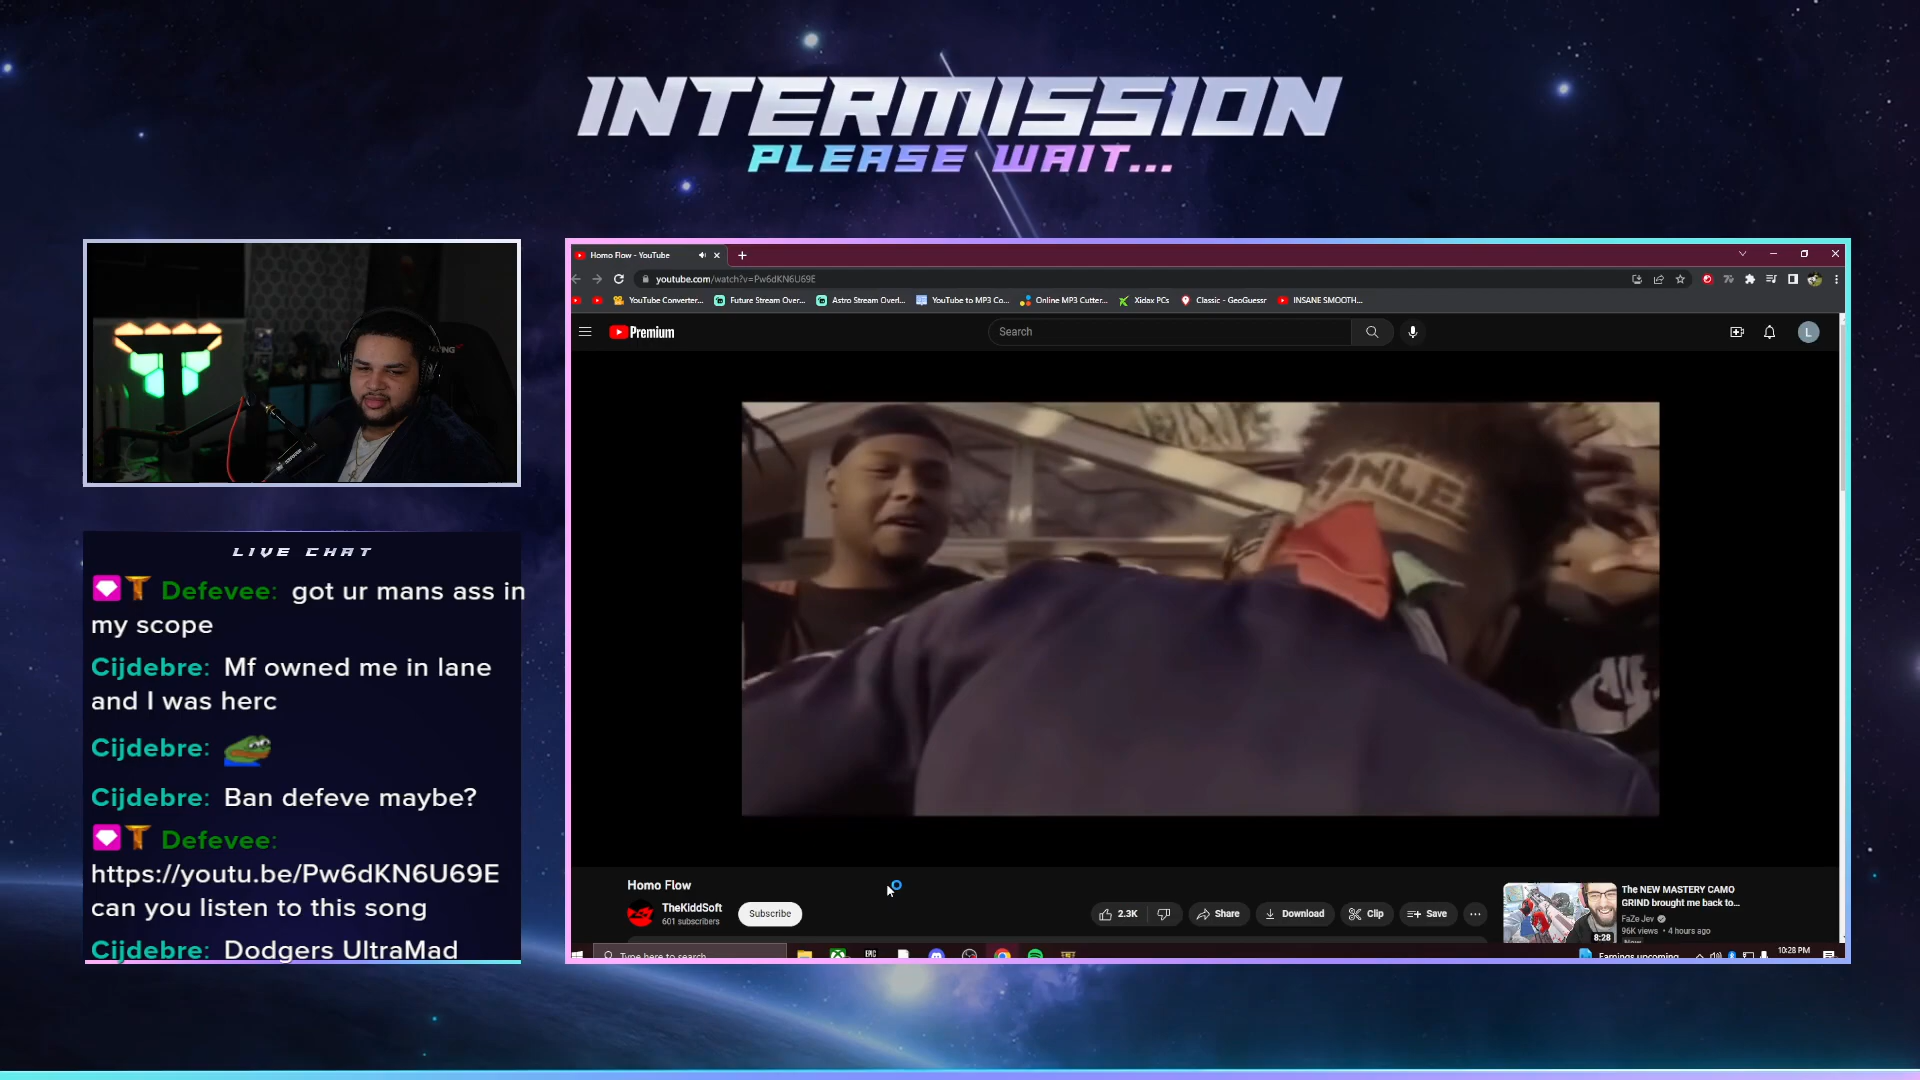 INTERMISSION
PLEASE WAIT...
Homo Flow - YouTube
youtube.com/watch?v=Pw6dKN6U69E
YouTube Converter...
Future Stream Over...
Astro Stream Overl...
YouTube to MP3 Co...
Online MP3 Cutter...
Xidax PCs
Classic - GeoGuessr
INSANE SMOOTH...
Premium
Search
L
LIVE CHAT
Defevee: got ur mans ass in
my scope
Cijdebre: Mf owned me in lane
and I was herc
Cijdebre:
Cijdebre: Ban defeve maybe?
Defevee:
https://youtu.be/Pw6dKN6U69E
can you listen to this song
Cijdebre: Dodgers UltraMad
Homo Flow
TheKiddSoft
601 subscribers
Subscribe
2.3K
Share
Download
Clip
Save
The NEW MASTERY CAMO
GRIND brought me back to...
FaZe Jev
96K views • 4 hours ago
New
8:28
Type here to search
EPIC
Earnings upcoming
10:28 PM